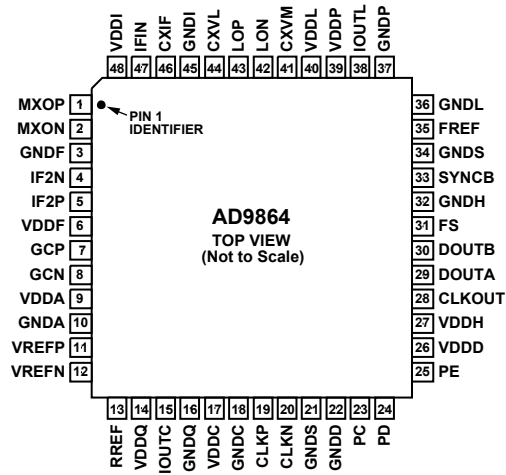 VDDI IFIN CXIF GNDI CXVL LOP LON CXVM VDDL VDDP IOUTL GNDP
48 47 46 45 44 43 42 41 40 39 38 37
MXOP 1
MXON 2
GNDF 3
IF2N 4
IF2P 5
VDDF 6
GCP 7
GCN 8
VDDA 9
GNDA 10
VREFP 11
VREFN 12
PIN 1
IDENTIFIER
AD9864
TOP VIEW
(Not to Scale)
36 GNDL
35 FREF
34 GNDS
33 SYNCB
32 GNDH
31 FS
30 DOUTB
29 DOUTA
28 CLKOUT
27 VDDH
26 VDDD
25 PE
13 14 15 16 17 18 19 20 21 22 23 24
RREF VDDQ IOUTC GNDQ VDDC GNDC CLKP CLKN GNDS GNDD PC PD